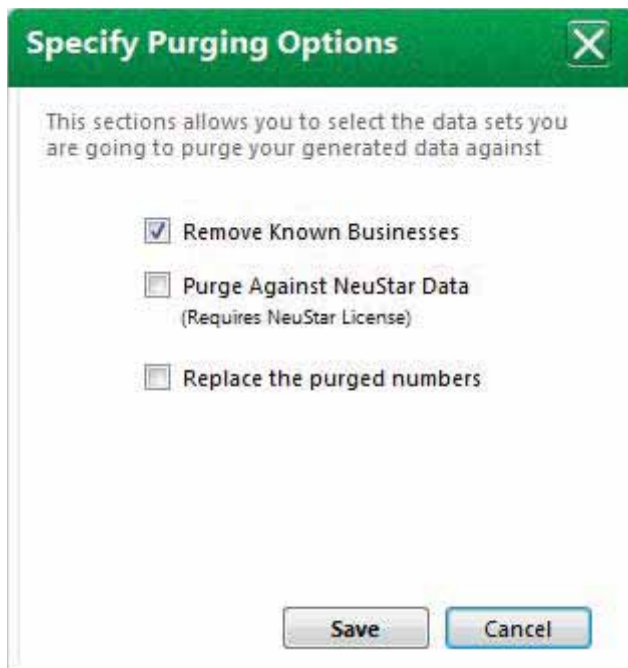 Specify Purging Options
This sections allows you to select the data sets you
are going to purge your generated data against
Remove Known Businesses
Purge Against NeuStar Data
(Requires NeuStar License)
Replace the purged numbers
Save Cancel